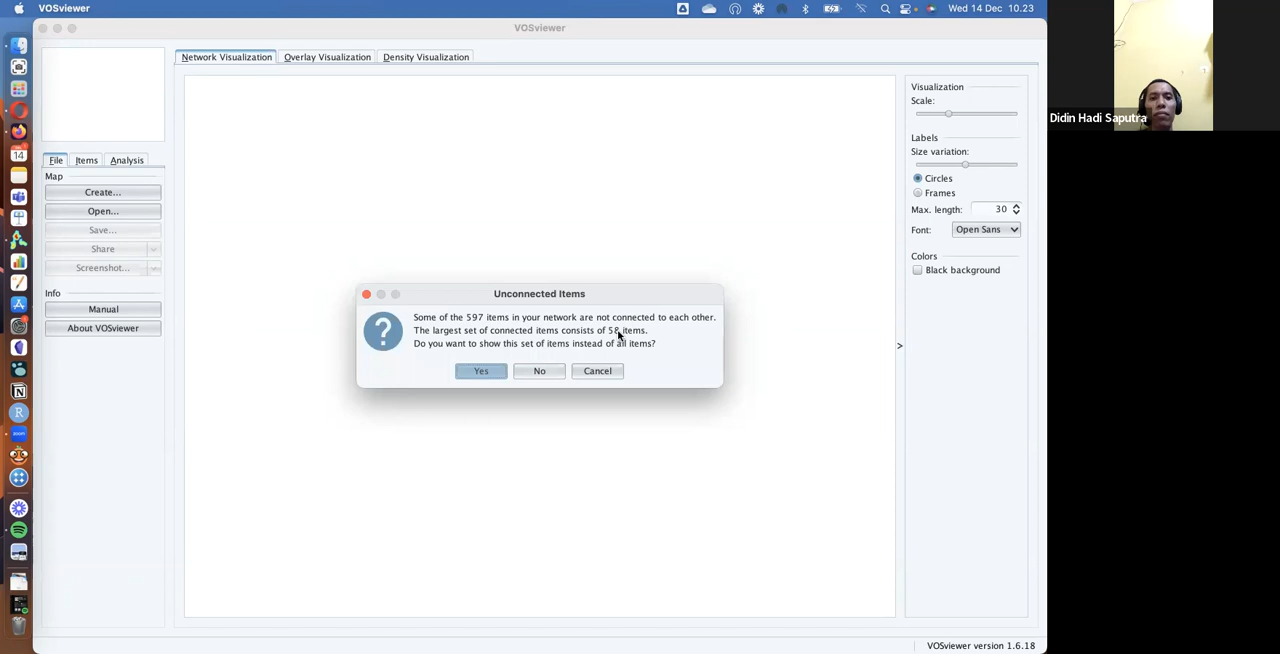 VOSviewer
Wed 14 Dec 10.23
VOSviewer
Network Visualization
Overlay Visualization
Density Visualization
File
Items
Analysis
Map
Create...
Open...
Save...
Share
Screenshot...
Info
Manual
About VOSviewer
Unconnected Items
Some of the 597 items in your network are not connected to each other.
The largest set of connected items consists of 58 items.
Do you want to show this set of items instead of all items?
Yes
No
Cancel
>
Visualization
Scale:
Labels
Size variation:
Circles
Frames
Max. length:
30
Font:
Open Sans
Colors
Black background
VOSviewer version 1.6.18
Didin Hadi Saputra
14
zoom